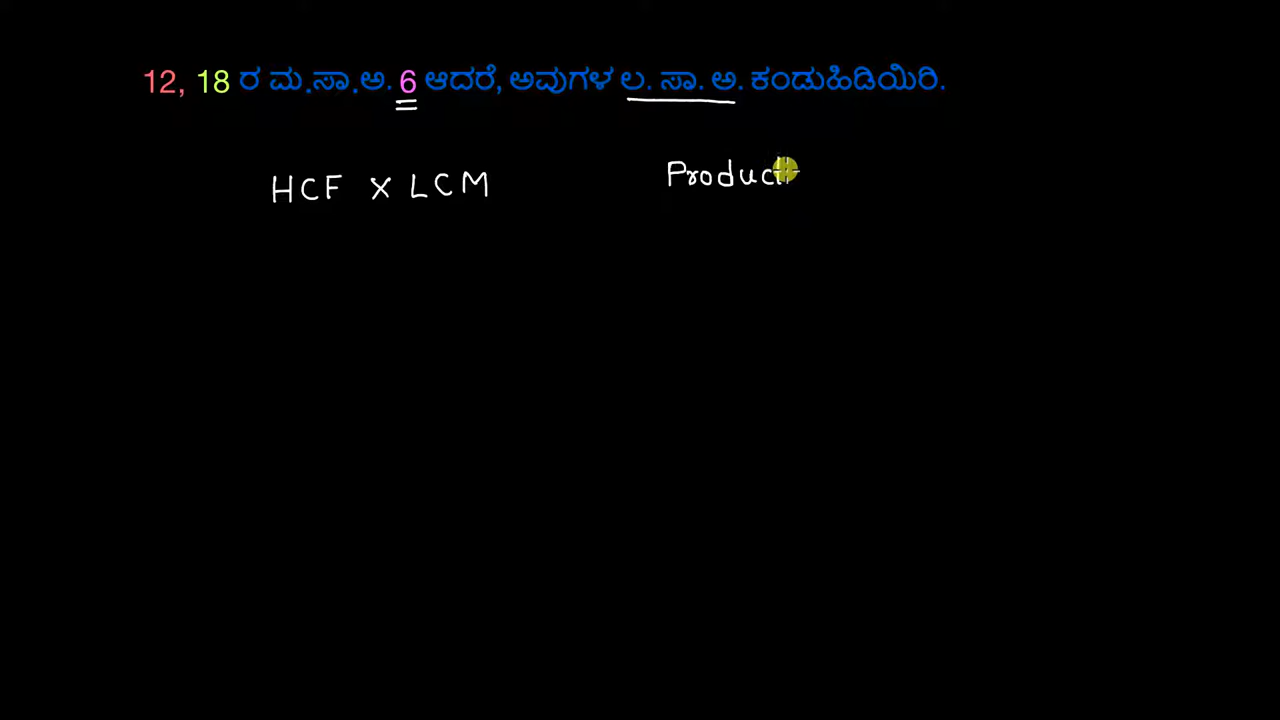 12, 18 ರ ಮ.ಸಾ.ಅ. 6 ಆದರೆ, ಅವುಗಳ ಲ. ಸಾ. ಅ. ಕಂಡುಹಿಡಿಯಿರಿ.
HCF X LCM Product